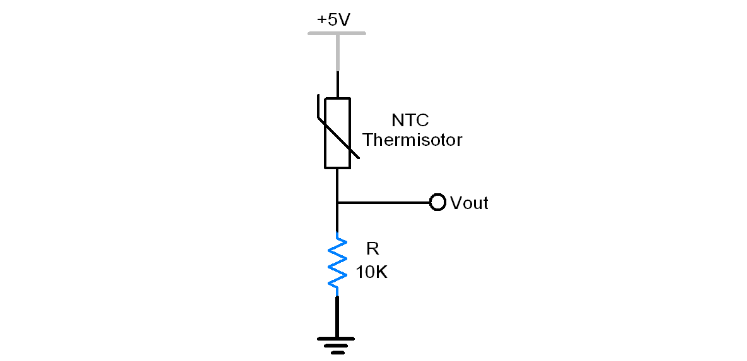 +5V
NTC
Thermisotor
Vout
R
10K